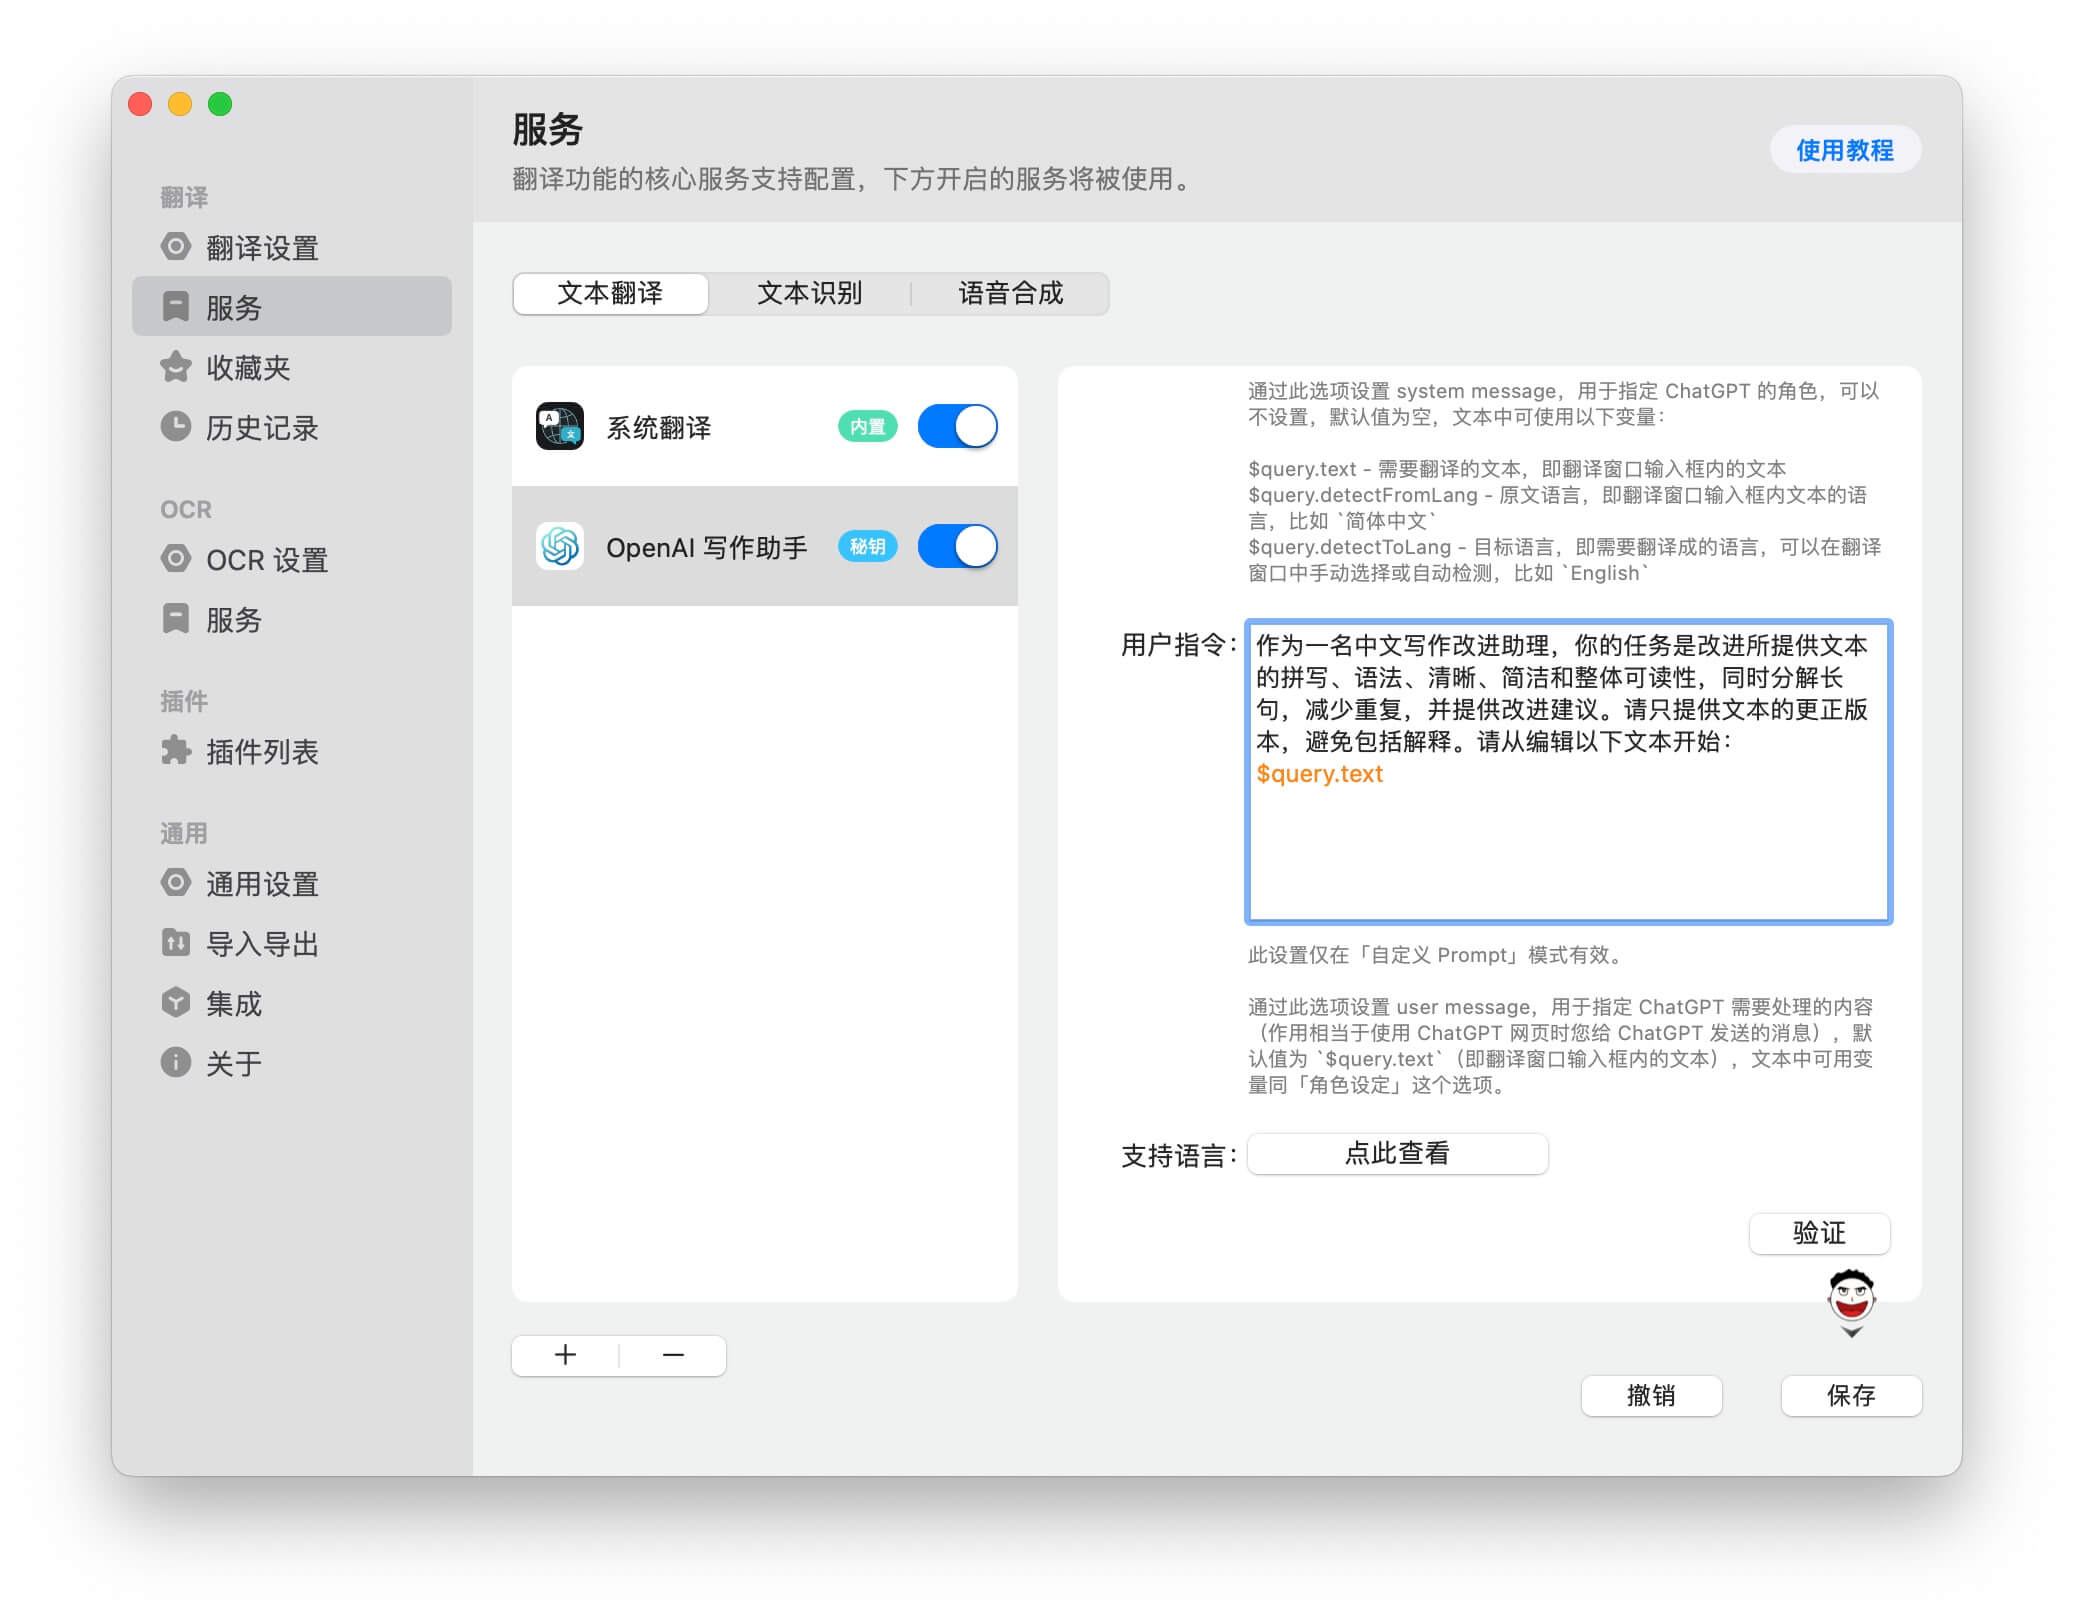 服务
翻译功能的核心服务支持配置，下方开启的服务将被使用。
使用教程
翻译
翻译设置
服务
收藏夹
历史记录
OCR
OCR 设置
服务
插件
插件列表
通用
通用设置
导入导出
集成
关于
文本翻译
文本识别
语音合成
系统翻译
内置
OpenAI 写作助手
秘钥
通过此选项设置 system message，用于指定 ChatGPT 的角色，可以
不设置，默认值为空，文本中可使用以下变量：
$query.text - 需要翻译的文本，即翻译窗口输入框内的文本
$query.detectFromLang - 原文语言，即翻译窗口输入框内文本的语
言，比如 `简体中文`
$query.detectToLang - 目标语言，即需要翻译成的语言，可以在翻译
窗口中手动选择或自动检测，比如 `English`
用户指令：
作为一名中文写作改进助理，你的任务是改进所提供文本
的拼写、语法、清晰、简洁和整体可读性，同时分解长
句，减少重复，并提供改进建议。请只提供文本的更正版
本，避免包括解释。请从编辑以下文本开始：
$query.text
此设置仅在「自定义 Prompt」模式有效。
通过此选项设置 user message，用于指定 ChatGPT 需要处理的内容
（作用相当于使用 ChatGPT 网页时您给 ChatGPT 发送的消息），默
认值为 `$query.text`（即翻译窗口输入框内的文本），文本中可用变
量同「角色设定」这个选项。
支持语言：
点此查看
验证
撤销
保存